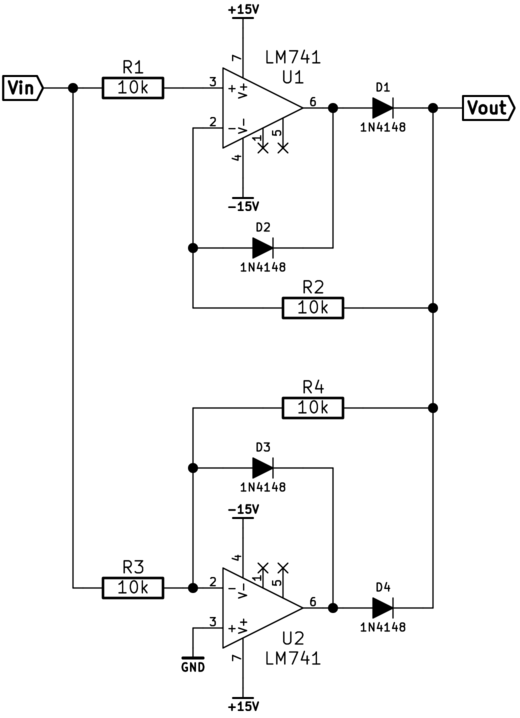 +15V
LM741
U1
7
R1
10k
Vin
3
+
V+
D1
1N4148
6
Vout
2
-
V-
1
5
4
-15V
D2
1N4148
R2
10k
R4
10k
D3
1N4148
-15V
4
R3
10k
1
5
2
-
V-
6
D4
1N4148
3
+
V+
GND
7
U2
LM741
+15V